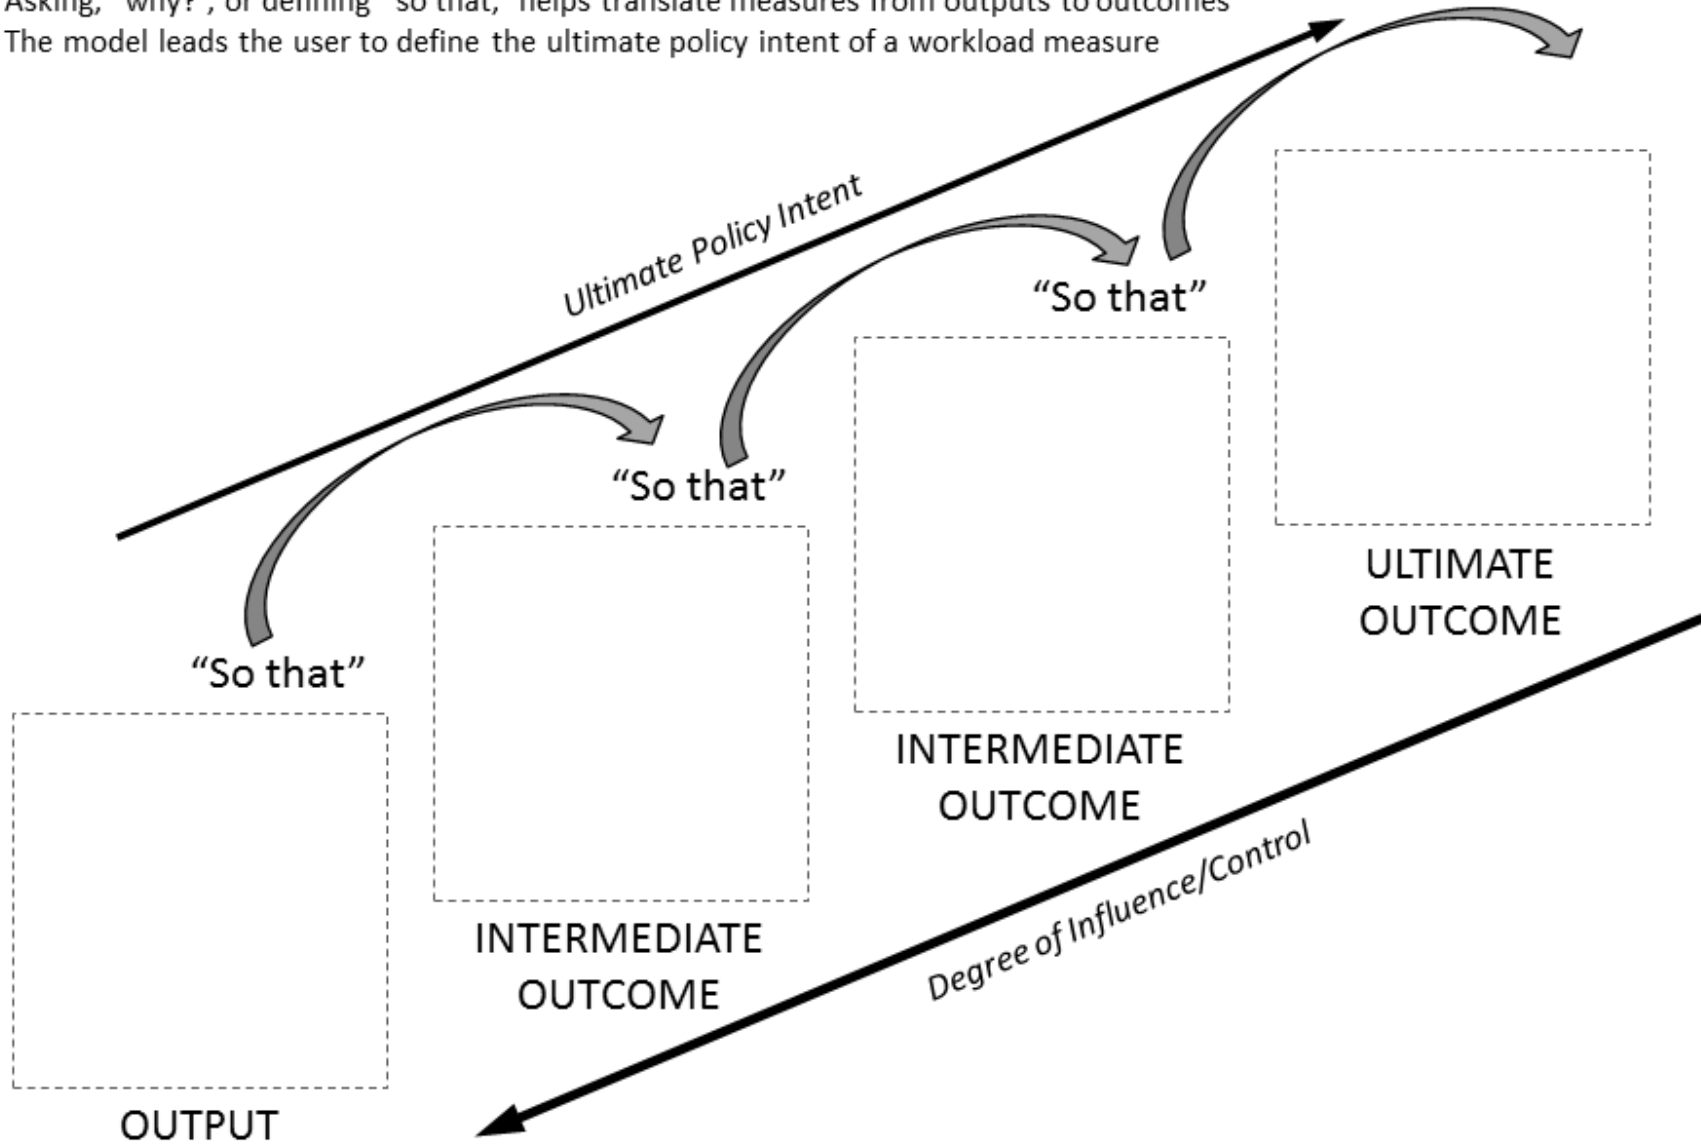 Asking, "why?", or defining "so that," helps translate measures from outputs to outcomes
The model leads the user to define the ultimate policy intent of a workload measure
Ultimate Policy Intent
“So that”
“So that”
“So that”
ULTIMATE
OUTCOME
INTERMEDIATE
OUTCOME
INTERMEDIATE
OUTCOME
OUTPUT
Degree of Influence/Control